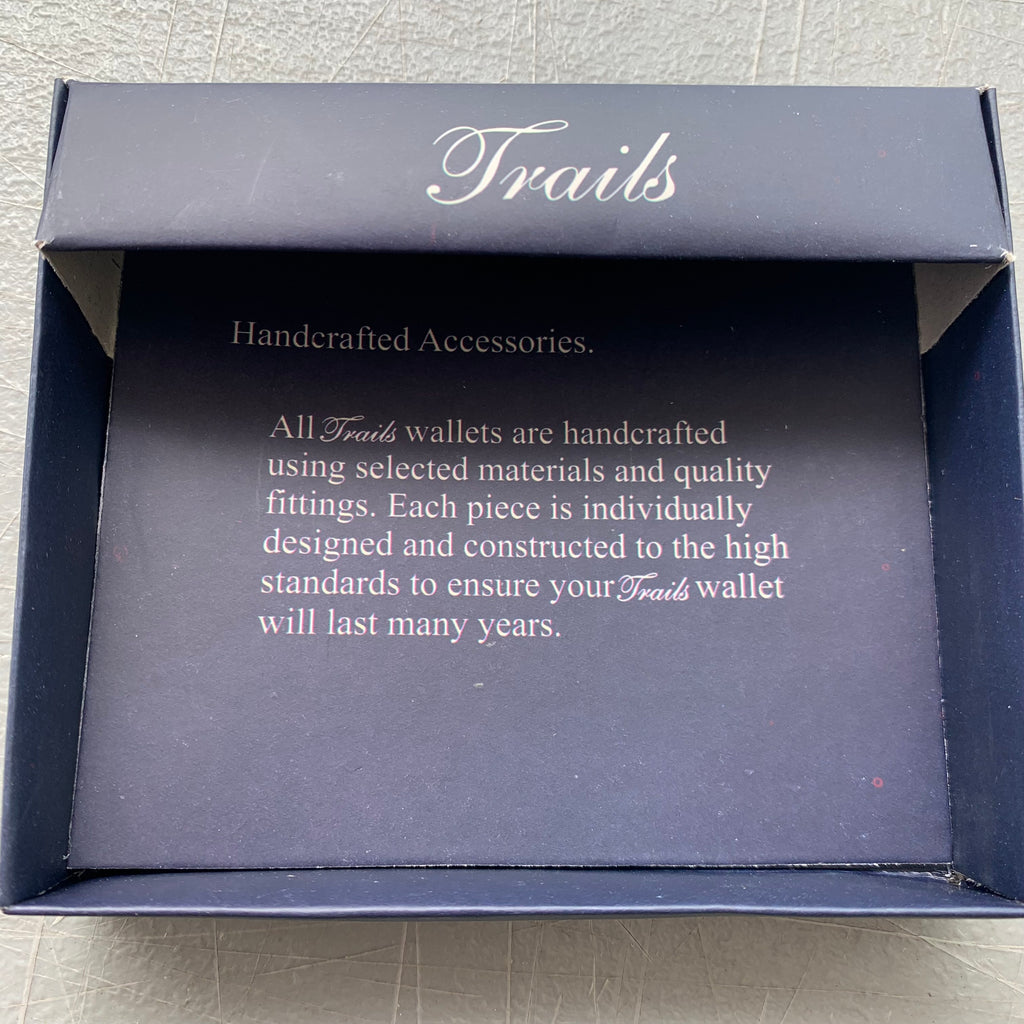 Trails
Handcrafted Accessories.
All Trails wallets are handcrafted
using selected materials and quality
fittings. Each piece is individually
designed and constructed to the high
standards to ensure your Trails wallet
will last many years.